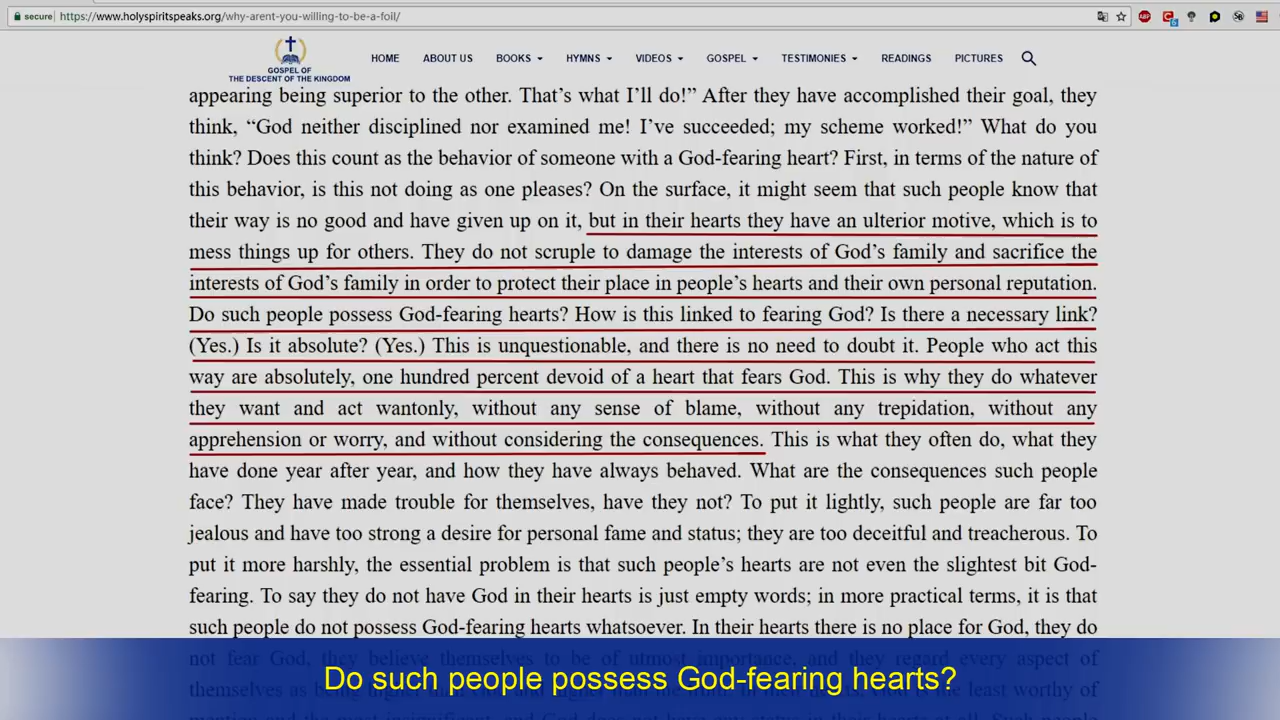 secure
https://www.holyspiritspeaks.org/why-arent-you-willing-to-be-a-foil/
GOSPEL OF
THE DESCENT OF THE KINGDOM
HOME ABOUT US BOOKS HYMNS VIDEOS GOSPEL TESTIMONIES READINGS PICTURES
appearing being superior to the other. That’s what I’ll do!” After they have accomplished their goal, they
think, “God neither disciplined nor examined me! I’ve succeeded; my scheme worked!” What do you
think? Does this count as the behavior of someone with a God-fearing heart? First, in terms of the nature of
this behavior, is this not doing as one pleases? On the surface, it might seem that such people know that
their way is no good and have given up on it, but in their hearts they have an ulterior motive, which is to
mess things up for others. They do not scruple to damage the interests of God’s family and sacrifice the
interests of God’s family in order to protect their place in people’s hearts and their own personal reputation.
Do such people possess God-fearing hearts? How is this linked to fearing God? Is there a necessary link?
(Yes.) Is it absolute? (Yes.) This is unquestionable, and there is no need to doubt it. People who act this
way are absolutely, one hundred percent devoid of a heart that fears God. This is why they do whatever
they want and act wantonly, without any sense of blame, without any trepidation, without any
apprehension or worry, and without considering the consequences. This is what they often do, what they
have done year after year, and how they have always behaved. What are the consequences such people
face? They have made trouble for themselves, have they not? To put it lightly, such people are far too
jealous and have too strong a desire for personal fame and status; they are too deceitful and treacherous. To
put it more harshly, the essential problem is that such people’s hearts are not even the slightest bit God-
fearing. To say they do not have God in their hearts is just empty words; in more practical terms, it is that
such people do not possess God-fearing hearts whatsoever. In their hearts there is no place for God, they do
not fear God, they believe themselves to be of utmost importance, and they regard every aspect of
Do such people possess God-fearing hearts?